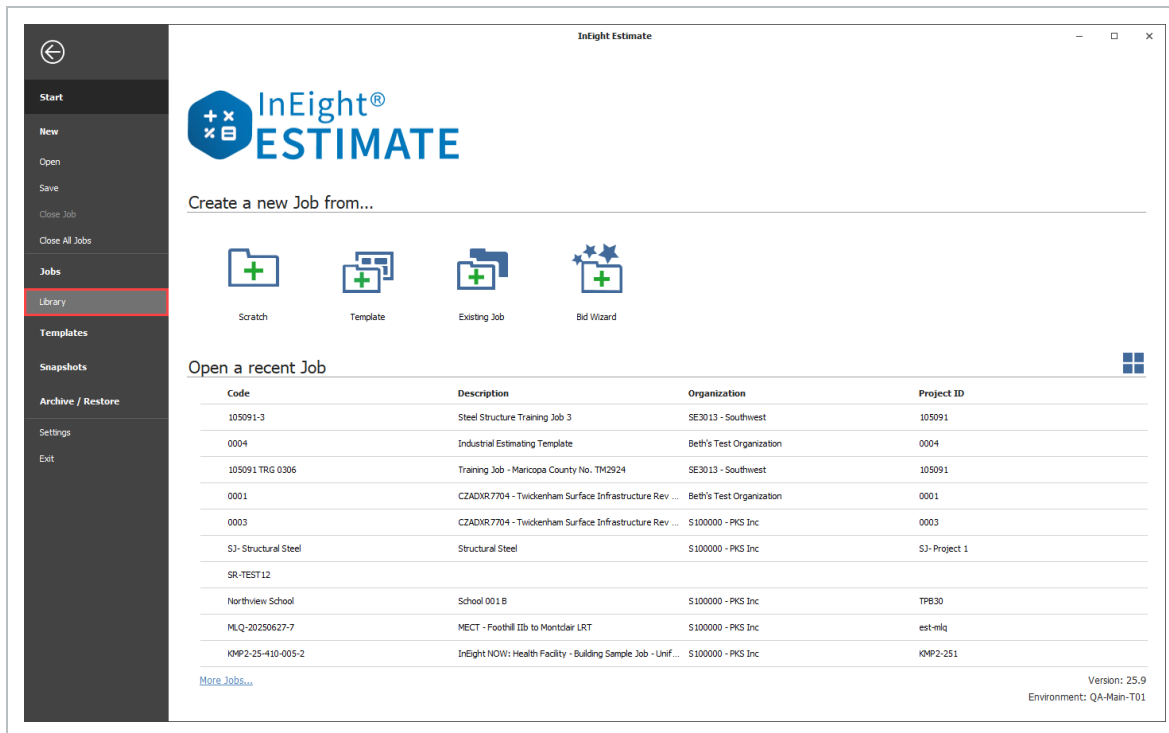 InEight Estimate
Start
New
Open
Save
Close Job
Close All Jobs
Jobs
Library
Templates
Snapshots
Archive / Restore
Settings
Exit
InEight®
ESTIMATE
Create a new Job from...
Scratch Template Existing Job Bid Wizard
Open a recent Job
Code Description Organization Project ID
105091-3 Steel Structure Training Job 3 SE3013 - Southwest 105091
0004 Industrial Estimating Template Beth's Test Organization 0004
105091 TRG 0306 Training Job - Maricopa County No. TM2924 SE3013 - Southwest 105091
0001 CZADXR7704 - Twickenham Surface Infrastructure Rev ... Beth's Test Organization 0001
0003 CZADXR7704 - Twickenham Surface Infrastructure Rev ... S100000 - PKS Inc 0003
SJ- Structural Steel Structural Steel S100000 - PKS Inc SJ- Project 1
SR-TEST12
Northview School School 001 B S100000 - PKS Inc TPB30
MLQ-20250627-7 MECT - Foothill IIb to Montclair LRT S100000 - PKS Inc est-mlq
KMP2-25-410-005-2 InEight NOW: Health Facility - Building Sample Job - Unif... S100000 - PKS Inc KMP2-251
More Jobs...
Version: 25.9
Environment: QA-Main-T01